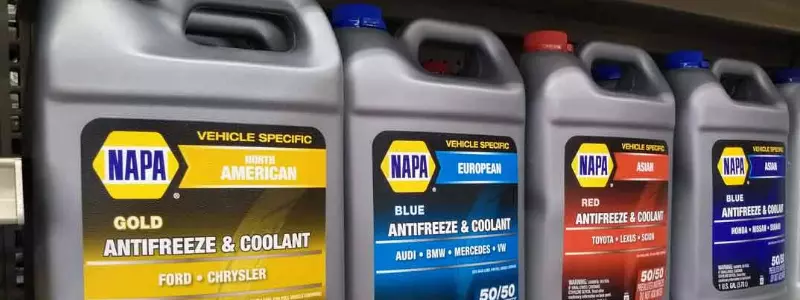 VEHICLE SPECIFIC
NAPA
NORTH
AMERICAN
GOLD
ANTIFREEZE & COOLANT
FORD • CHRYSLER
VEHICLE SPECIFIC
NAPA
EUROPEAN
BLUE
ANTIFREEZE & COOLANT
AUDI • BMW • MERCEDES • VW
50/50
VEHICLE SPECIFIC
NAPA
ASIAN
RED
ANTIFREEZE & COOLANT
TOYOTA • LEXUS • SCION
50/50
VEHICLE SPECIFIC
NAPA
ASIAN
BLUE
ANTIFREEZE & COOLANT
HONDA • NISSAN • SUBARU
50/50